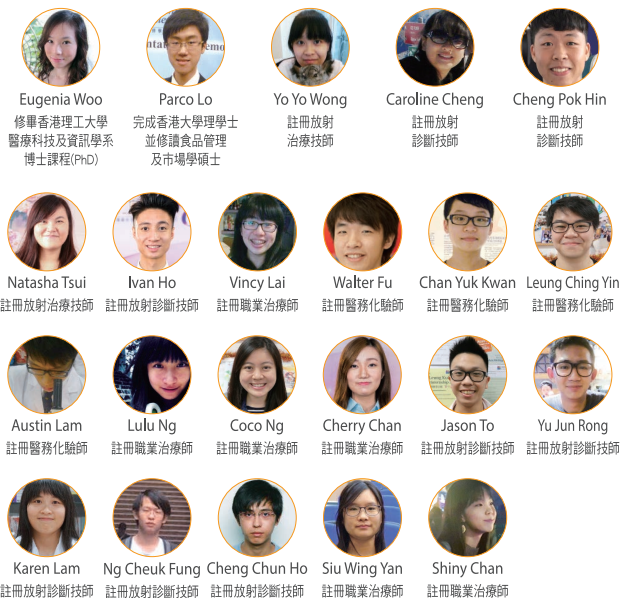 Eugenia Woo
修畢香港理工大學
醫療科技及資訊學系
博士課程(PhD)
Parco Lo
完成香港大學理學士
並修讀食品管理
及市場學碩士
Yo Yo Wong
註冊放射
治療技師
Caroline Cheng
註冊放射
診斷技師
Cheng Pok Hin
註冊放射
診斷技師
Natasha Tsui
註冊放射治療技師
Ivan Ho
註冊放射診斷技師
Vincy Lai
註冊職業治療師
Walter Fu
註冊醫務化驗師
Chan Yuk Kwan
註冊醫務化驗師
Leung Ching Yin
註冊醫務化驗師
Austin Lam
註冊醫務化驗師
Lulu Ng
註冊職業治療師
Coco Ng
註冊職業治療師
Cherry Chan
註冊職業治療師
Jason To
註冊放射診斷技師
Yu Jun Rong
註冊放射診斷技師
Karen Lam
註冊放射診斷技師
Ng Cheuk Fung
註冊放射診斷技師
Cheng Chun Ho
註冊放射診斷技師
Siu Wing Yan
註冊職業治療師
Shiny Chan
註冊職業治療師